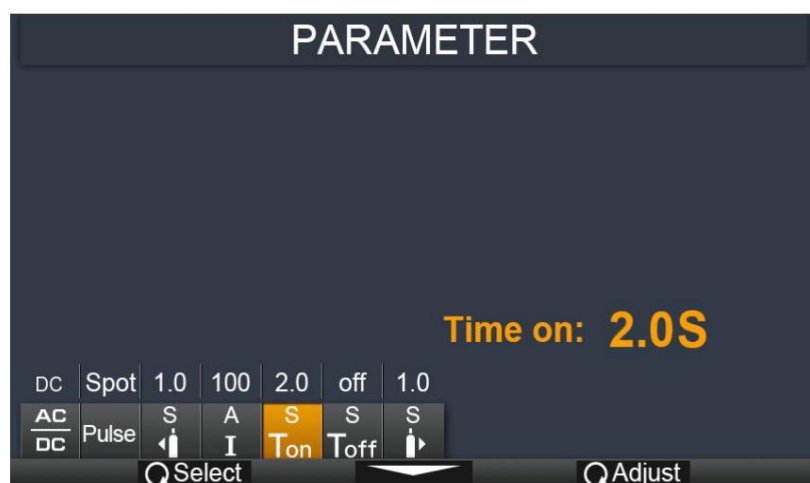 PARAMETER
Time on: 2.0S
DC Spot 1.0 100 2.0 off 1.0
AC S A S S S
DC Pulse I Ton Toff
Select Adjust